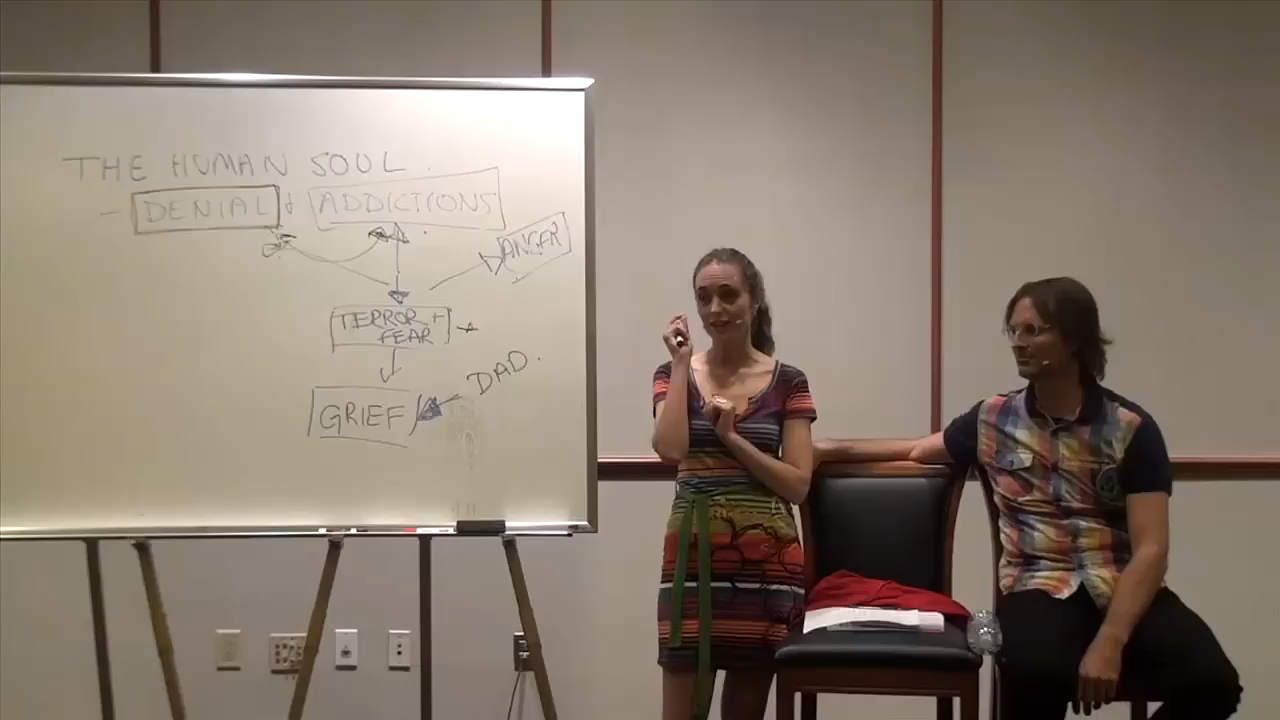 THE HUMAN SOUL.
- DENIAL & ADDICTIONS
ANGER
TERROR +
FEAR
DAD.
GRIEF